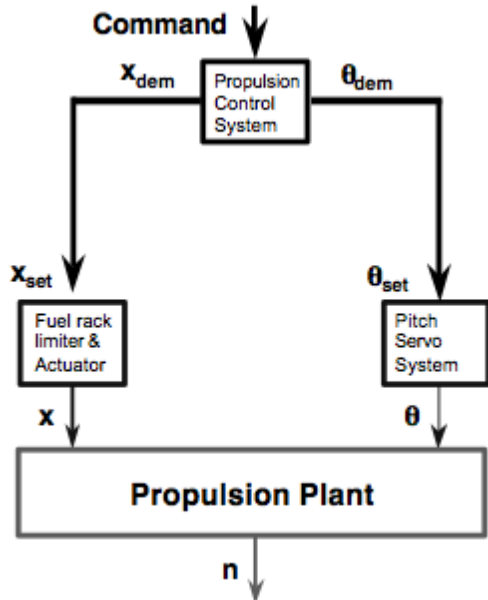 Command
x_dem
Propulsion
Control
System
θ_dem
x_set
θ_set
Fuel rack
limiter &
Actuator
Pitch
Servo
System
x
θ
Propulsion Plant
n